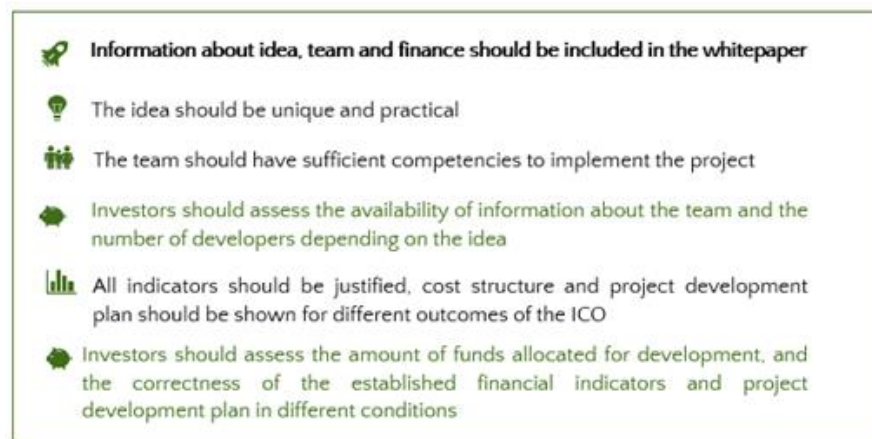 Information about idea, team and finance should be included in the whitepaper
The idea should be unique and practical
The team should have sufficient competencies to implement the project
Investors should assess the availability of information about the team and the
number of developers depending on the idea
All indicators should be justified, cost structure and project development
plan should be shown for different outcomes of the ICO
Investors should assess the amount of funds allocated for development, and
the correctness of the established financial indicators and project
development plan in different conditions